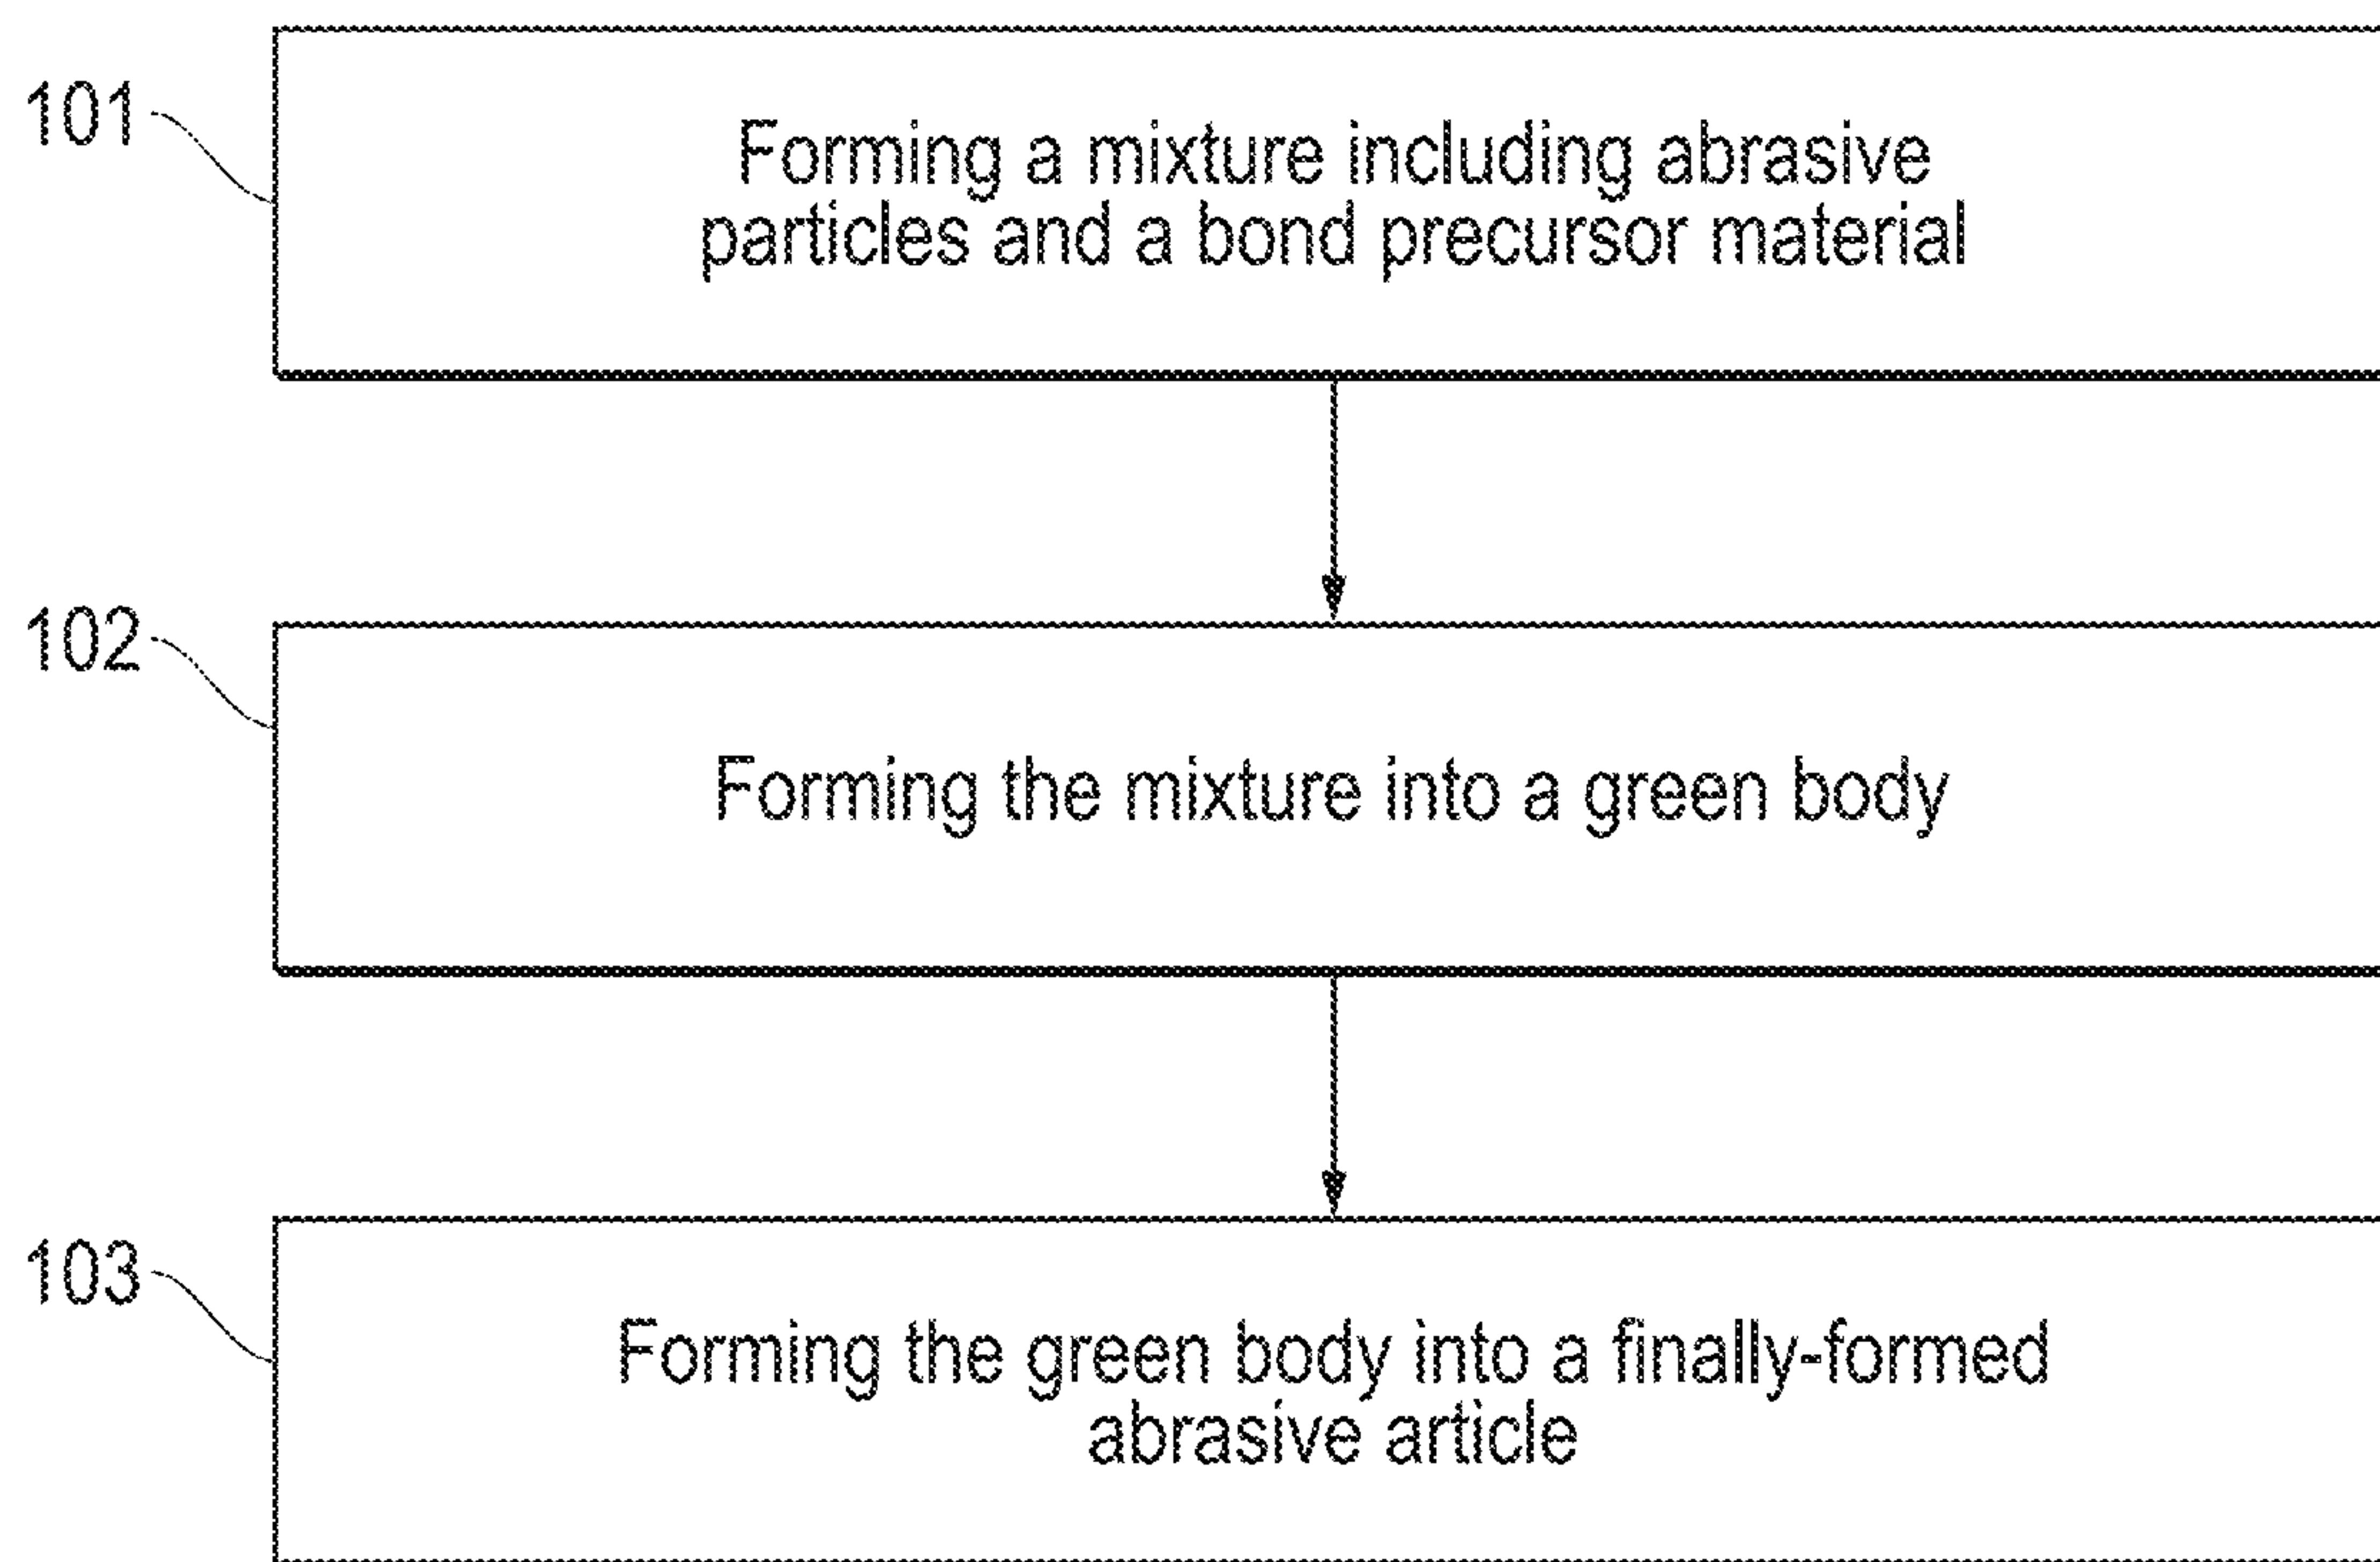 101
Forming a mixture including abrasive
particles and a bond precursor material
102
Forming the mixture into a green body
103
Forming the green body into a finally-formed
abrasive article